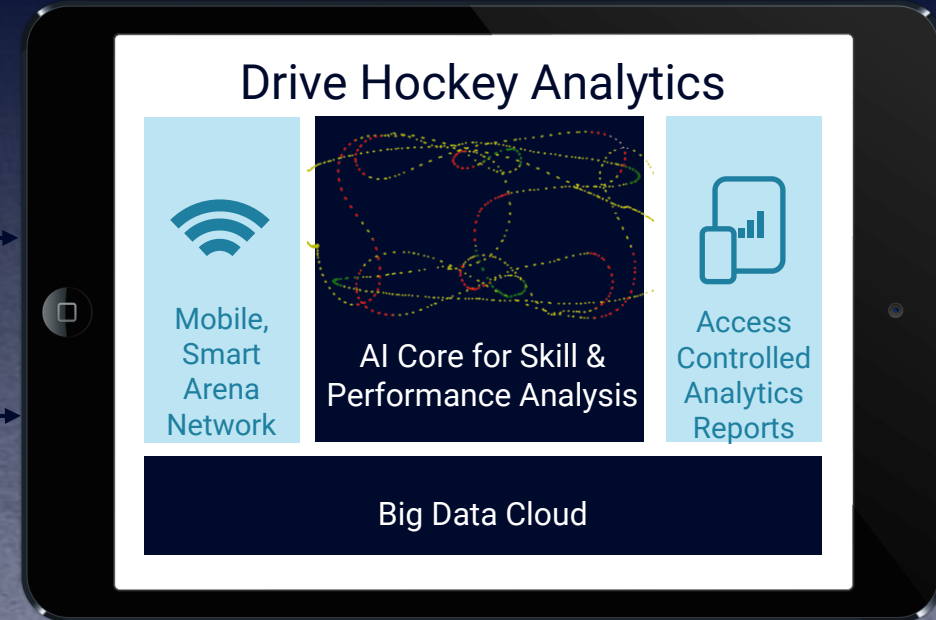 Drive Hockey Analytics
Mobile,
Smart
Arena
Network
AI Core for Skill &
Performance Analysis
Access
Controlled
Analytics
Reports
Big Data Cloud